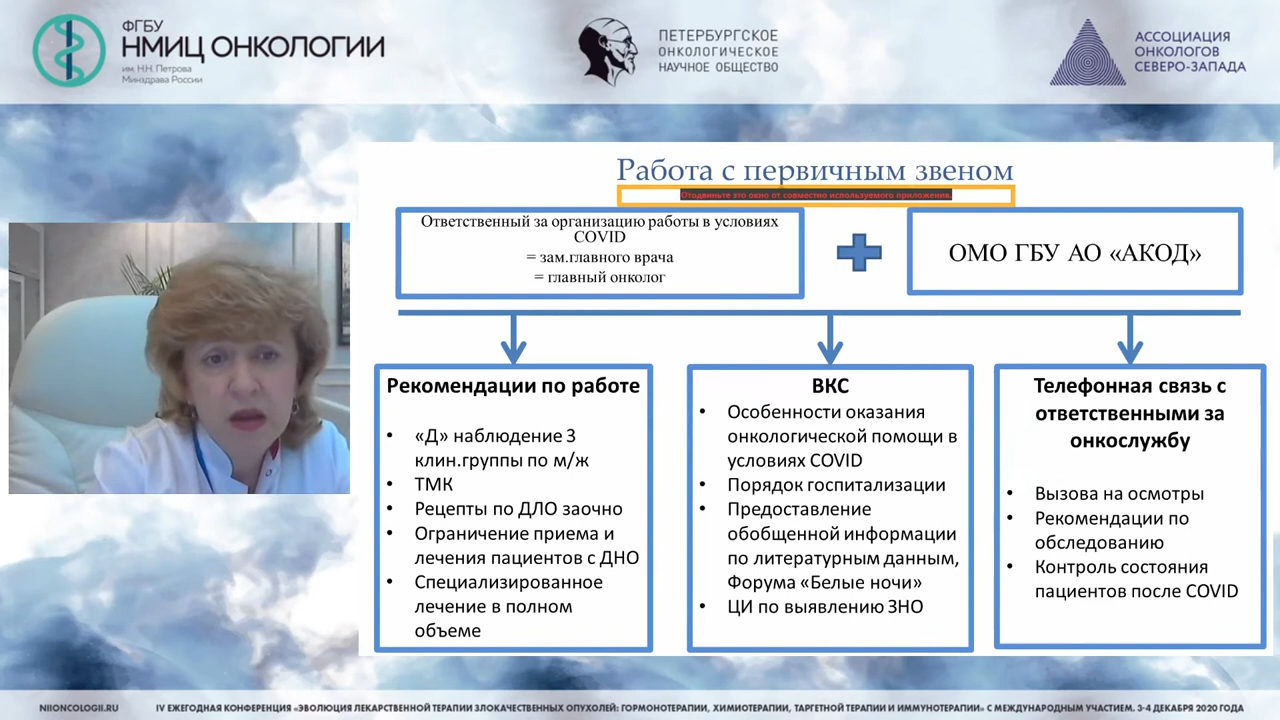 ФГБУ
НМИЦ ОНКОЛОГИИ
им. Н.Н. Петрова
Минздрава России
ПЕТЕРБУРГСКОЕ
ОНКОЛОГИЧЕСКОЕ
НАУЧНОЕ ОБЩЕСТВО
АССОЦИАЦИЯ
ОНКОЛОГОВ
СЕВЕРО-ЗАПАДА
Работа с первичным звеном
Отодвиньте это окно от совместно используемого приложения.
Ответственный за организацию работы в условиях
COVID
= зам.главного врача
= главный онколог
ОМО ГБУ АО «АКОД»
Рекомендации по работе
• «Д» наблюдение 3
клин.группы по м/ж
• ТМК
• Рецепты по ДЛО заочно
• Ограничение приема и
лечения пациентов с ДНО
• Специализированное
лечение в полном
объеме
ВКС
• Особенности оказания
онкологической помощи в
условиях COVID
• Порядок госпитализации
• Предоставление
обобщенной информации
по литературным данным,
Форума «Белые ночи»
• ЦИ по выявлению ЗНО
Телефонная связь с
ответственными за
онкослужбу
• Вызова на осмотры
• Рекомендации по
обследованию
• Контроль состояния
пациентов после COVID
NIIONCOLOGII.RU
IV ЕЖЕГОДНАЯ КОНФЕРЕНЦИЯ «ЭВОЛЮЦИЯ ЛЕКАРСТВЕННОЙ ТЕРАПИИ ЗЛОКАЧЕСТВЕННЫХ ОПУХОЛЕЙ: ГОРМОНОТЕРАПИИ, ХИМИОТЕРАПИИ, ТАРГЕТНОЙ ТЕРАПИИ И ИММУНОТЕРАПИИ» С МЕЖДУНАРОДНЫМ УЧАСТИЕМ. 3-4 ДЕКАБРЯ 2020 ГОДА